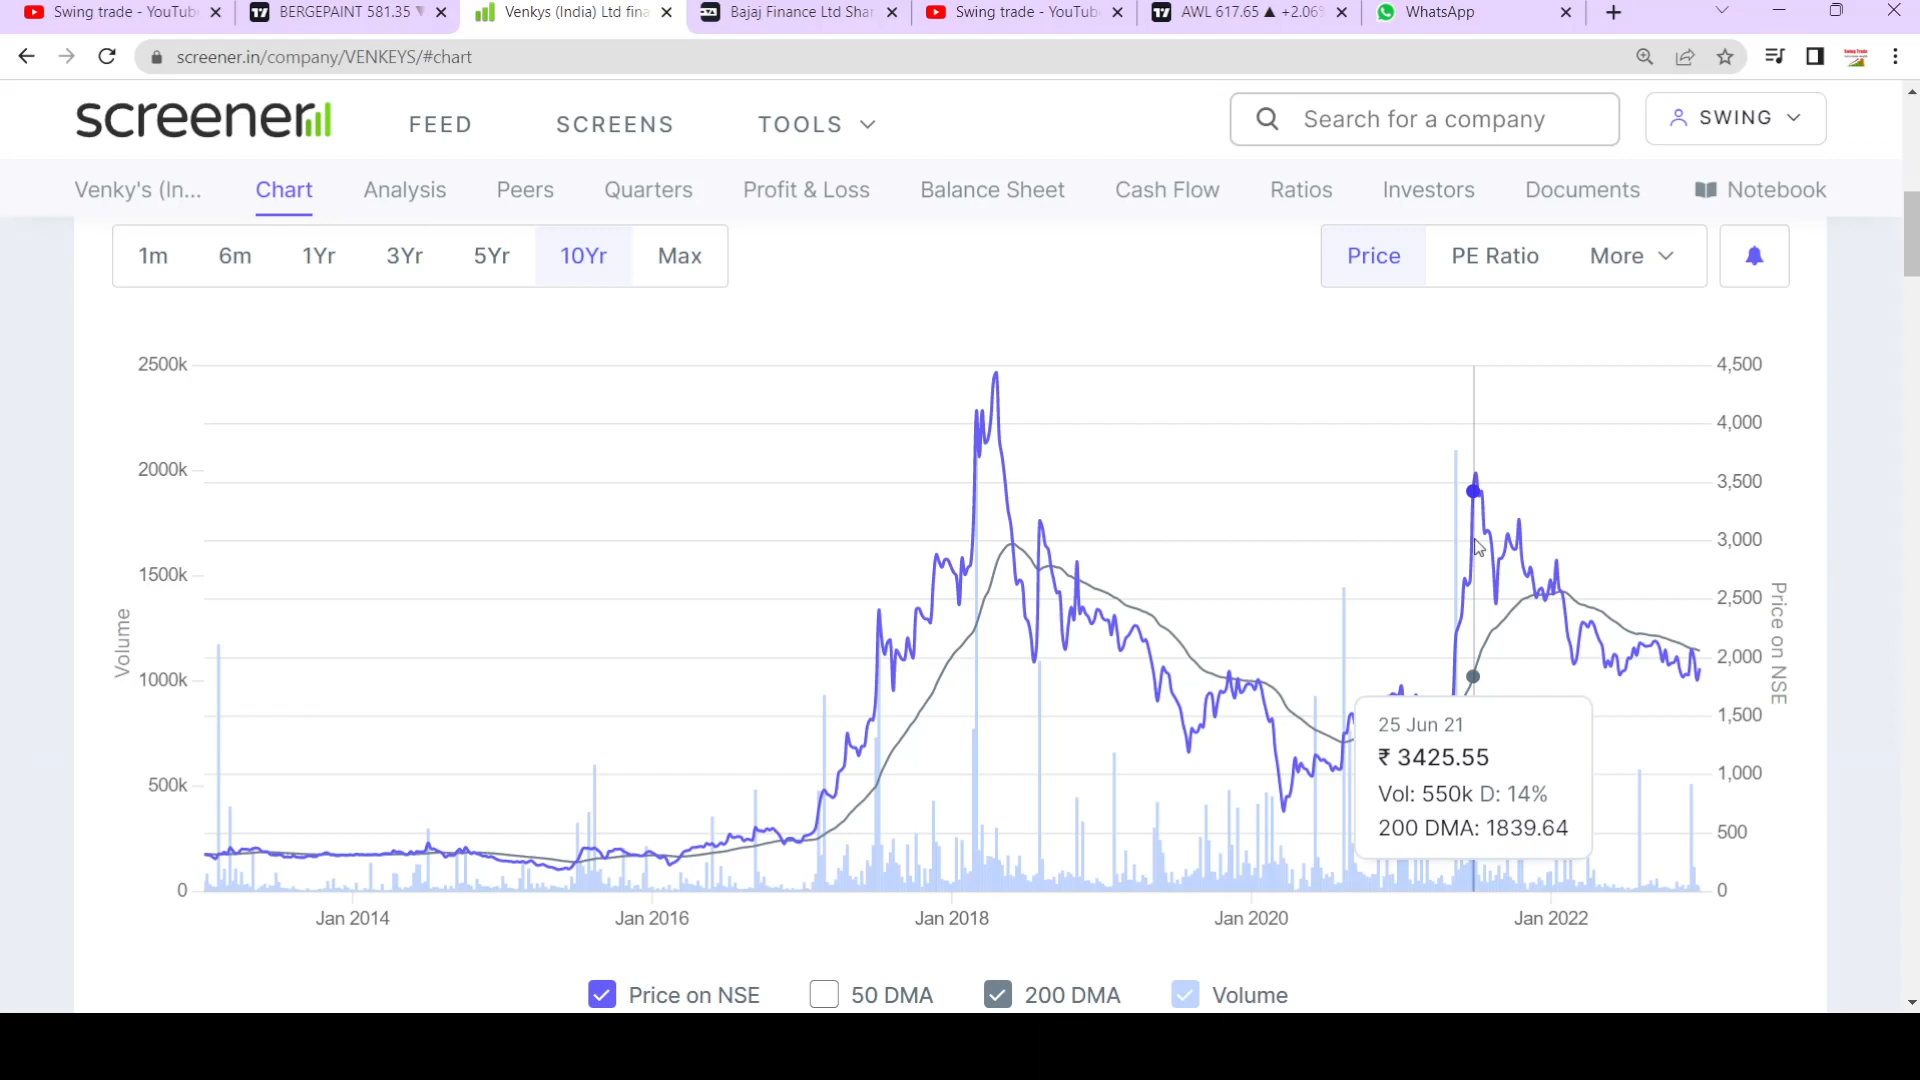 Swing trade - YouTub
BERGEPAINT 581.35
Venkys (India) Ltd fina
Bajaj Finance Ltd Shar
Swing trade - YouTub
AWL 617.65 ▲ +2.06%
WhatsApp
screener.in/company/VENKEYS/#chart
screener
FEED
SCREENS
TOOLS
Search for a company
SWING
Venky's (In...
Chart
Analysis
Peers
Quarters
Profit & Loss
Balance Sheet
Cash Flow
Ratios
Investors
Documents
Notebook
1m
6m
1Yr
3Yr
5Yr
10Yr
Max
Price
PE Ratio
More
2500k
2000k
1500k
1000k
500k
0
Volume
4,500
4,000
3,500
3,000
2,500
2,000
1,500
1,000
500
0
Price on NSE
25 Jun 21
₹ 3425.55
Vol: 550k D: 14%
200 DMA: 1839.64
Jan 2014
Jan 2016
Jan 2018
Jan 2020
Jan 2022
Price on NSE
50 DMA
200 DMA
Volume